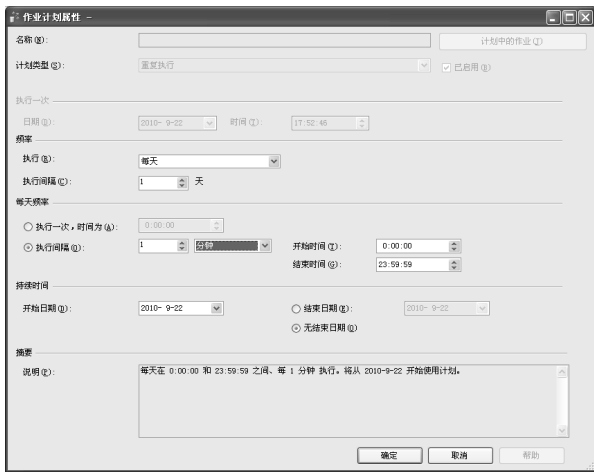 作业计划属性 -
名称(N): 计划中的作业(J)
计划类型(S): 重复执行 已启用(B)
执行一次
日期(D): 2010- 9-22 时间(T): 17:52:46
频率
执行(R): 每天
执行间隔(C): 1 天
每天频率
执行一次，时间为(A): 0:00:00
执行间隔(O): 1 分钟 开始时间(T): 0:00:00
结束时间(G): 23:59:59
持续时间
开始日期(D): 2010- 9-22 结束日期(E): 2010- 9-22
无结束日期(O)
摘要
说明(P): 每天在 0:00:00 和 23:59:59 之间、每 1 分钟 执行。将从 2010-9-22 开始使用计划。
确定 取消 帮助